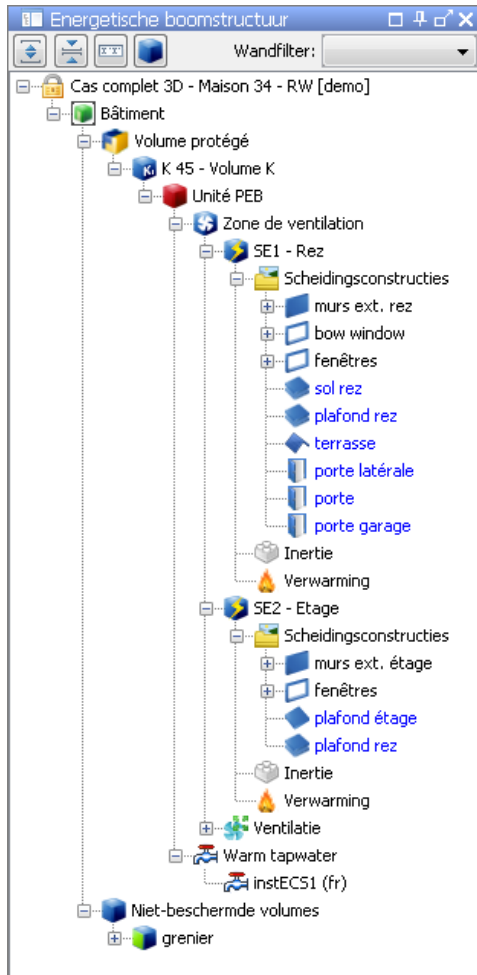 Energetische boomstructuur
Wandfilter:
Cas complet 3D - Maison 34 - RW [demo]
Bâtiment
Volume protégé
K 45 - Volume K
Unité PEB
Zone de ventilation
SE1 - Rez
Scheidingsconstructies
murs ext. rez
bow window
fenêtres
sol rez
plafond rez
terrasse
porte latérale
porte
porte garage
Inertie
Verwarming
SE2 - Etage
Scheidingsconstructies
murs ext. étage
fenêtres
plafond étage
plafond rez
Inertie
Verwarming
Ventilatie
Warm tapwater
instECS1 (fr)
Niet-beschermde volumes
grenier